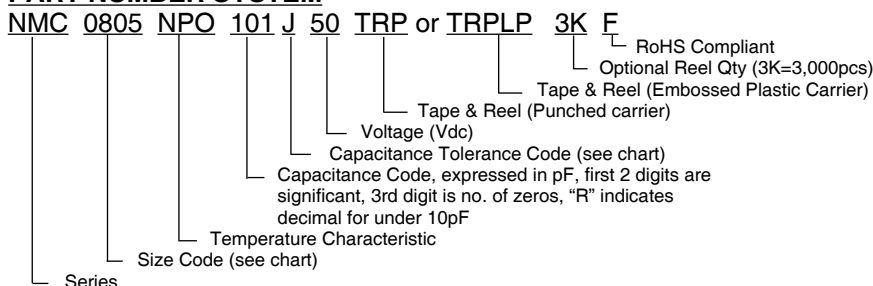 PART NUMBER SYSTEM
NMC 0805 NPO 101 J 50 TRP or TRPLP 3K F
RoHS Compliant
Optional Reel Qty (3K=3,000pcs)
Tape & Reel (Embossed Plastic Carrier)
Tape & Reel (Punched carrier)
Voltage (Vdc)
Capacitance Tolerance Code (see chart)
Capacitance Code, expressed in pF, first 2 digits are
significant, 3rd digit is no. of zeros, “R” indicates
decimal for under 10pF
Temperature Characteristic
Size Code (see chart)
Series